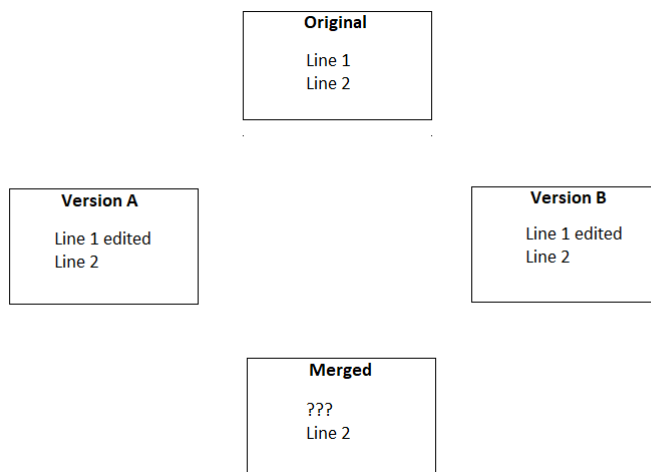 Original
Line 1
Line 2
Version A
Line 1 edited
Line 2
Version B
Line 1 edited
Line 2
Merged
???
Line 2